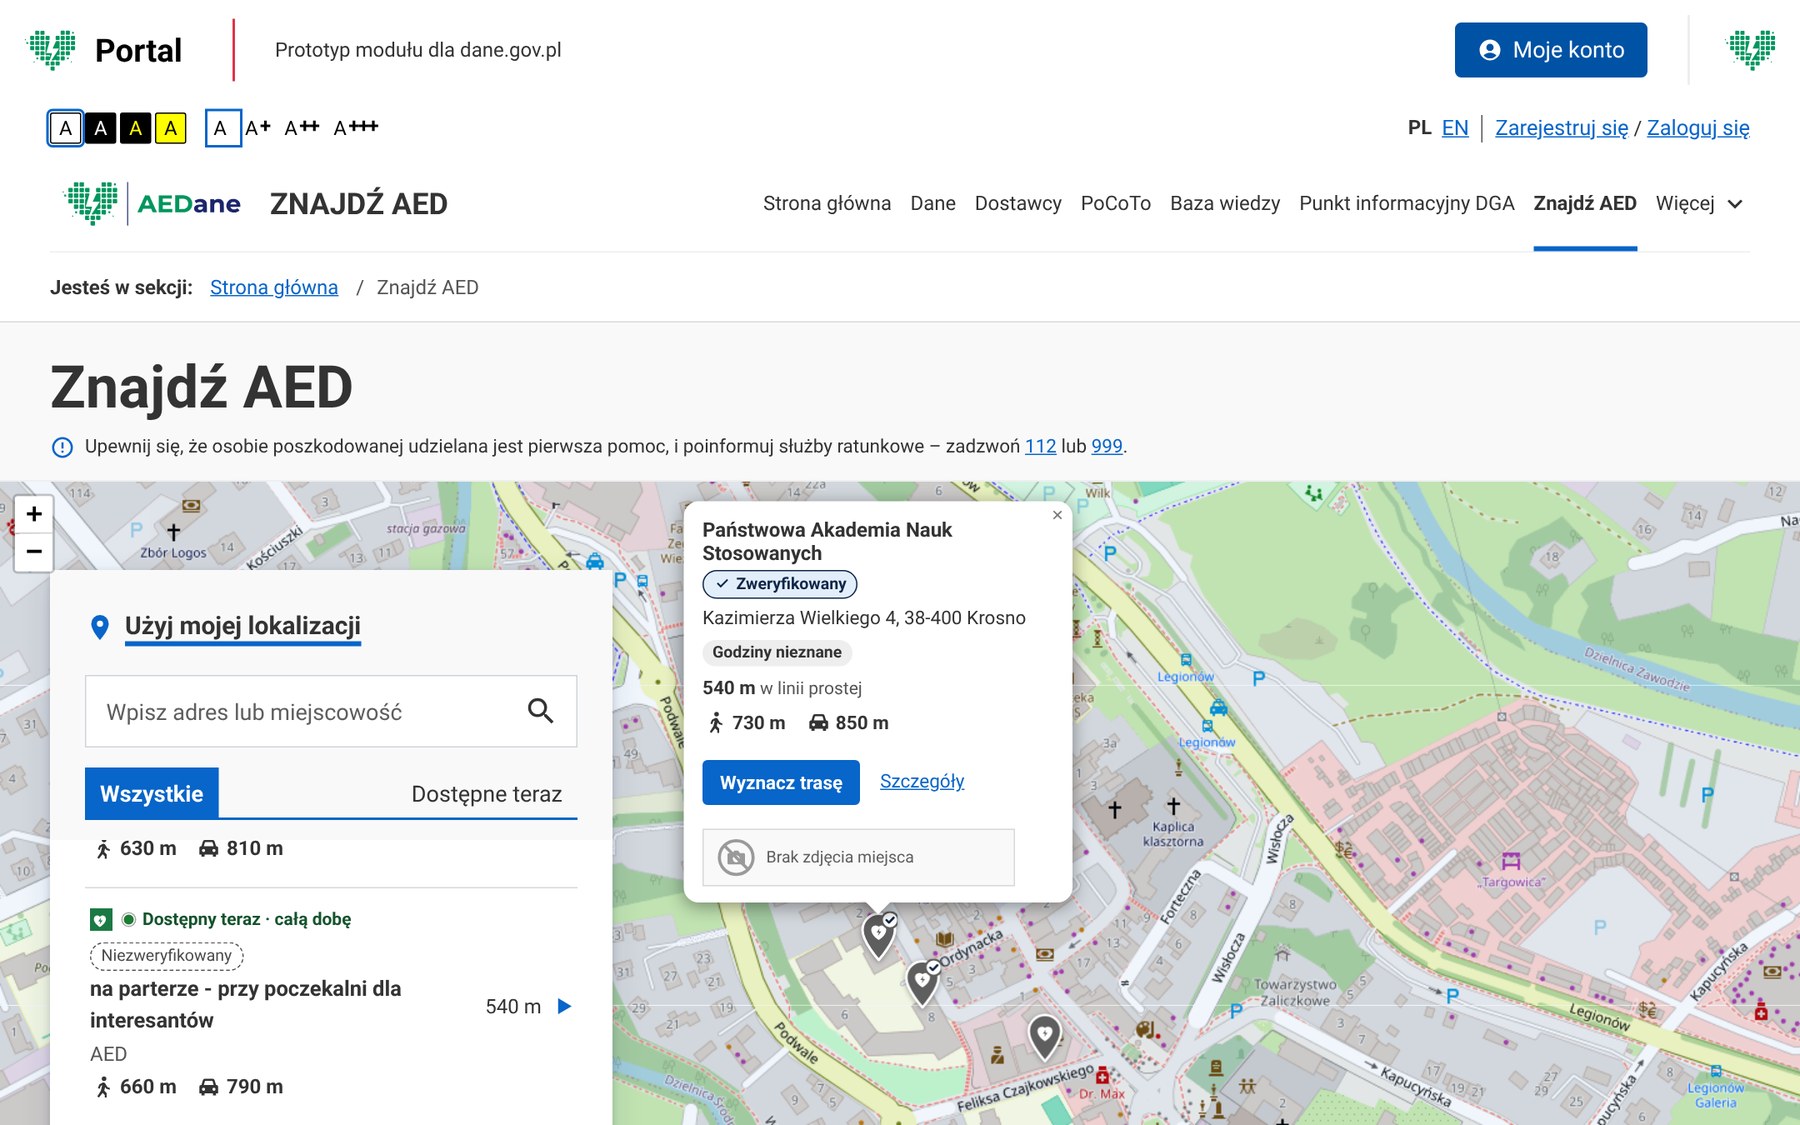 Portal
Prototyp modułu dla dane.gov.pl
Moje konto
A A A A A A+ A++ A+++
PL EN Zarejestruj się / Zaloguj się
AEDane
ZNAJDŹ AED
Strona główna Dane Dostawcy PoCoTo Baza wiedzy Punkt informacyjny DGA Znajdź AED Więcej
Jesteś w sekcji: Strona główna / Znajdź AED
Znajdź AED
Upewnij się, że osobie poszkodowanej udzielana jest pierwsza pomoc, i poinformuj służby ratunkowe – zadzwoń 112 lub 999.
+
−
Użyj mojej lokalizacji
Wpisz adres lub miejscowość
Wszystkie
Dostępne teraz
630 m 810 m
Dostępny teraz · całą dobę
Niezweryfikowany
na parterze - przy poczekalni dla
interesantów
540 m
AED
660 m 790 m
Państwowa Akademia Nauk
Stosowanych
×
Zweryfikowany
Kazimierza Wielkiego 4, 38-400 Krosno
Godziny nieznane
540 m w linii prostej
730 m 850 m
Wyznacz trasę
Szczegóły
Brak zdjęcia miejsca
Zbór Logos
Kościuszki
stacja gazowa
Wilk
Podwale
Legionów
Legionów
Dzielnica Zawodzie
Kaplica
klasztorna
Wisłocza
„Targowica"
Forteczna
Wisłocza
Ordynacka
Towarzystwo
Zaliczkowe
Kapucyńska
Legionów
Podwale
Feliksa Czajkowskiego
Dr. Max
Kapucyńska
Legionów
Galeria